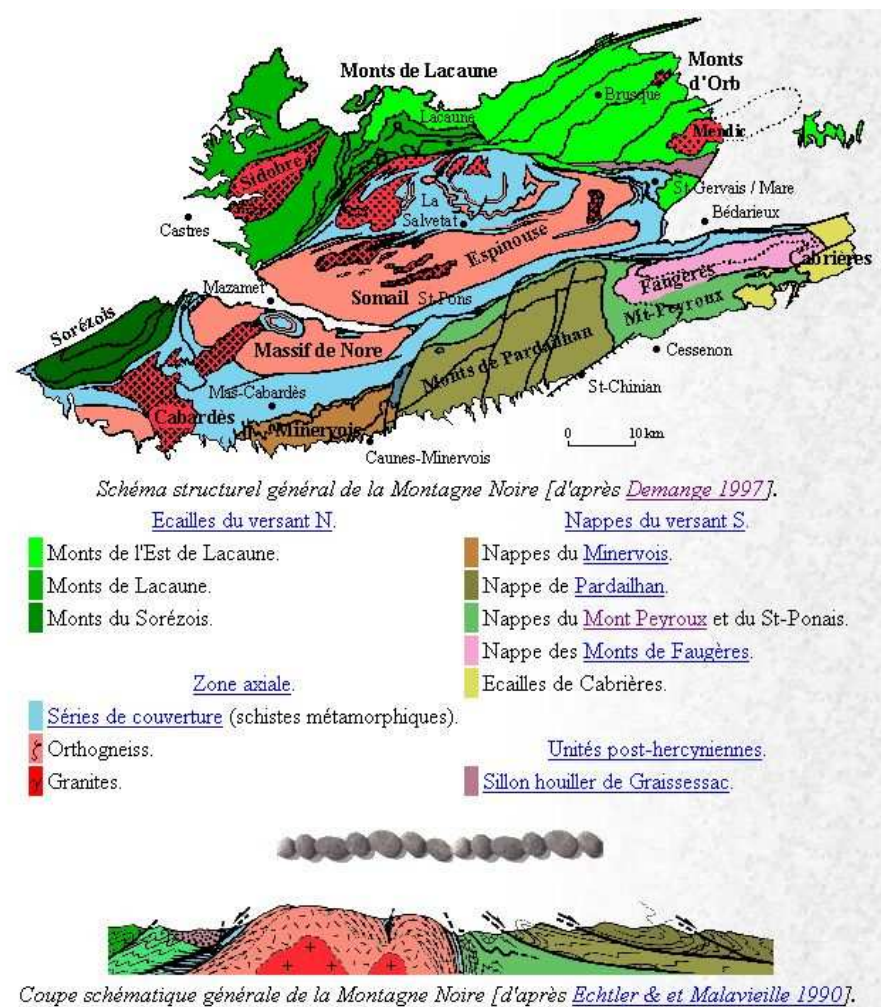 Monts de Lacaune
Monts
d'Orb
Brusque
Lacaune
Mendic
Sidobre
St Gervais / Mare
La
Salvetat
Bédarieux
Castres
Espinouse
Cabrières
Faugères
Mazamet
Somail St-Pons
Mt-Peyroux
Sorézois
Massif de Nore
Monts de Pardailhan
Cessenon
Mas-Cabardès
St-Chinian
Cabardès
Minervois
0 10 km
Caunes-Minervois
Schéma structurel général de la Montagne Noire [d'après Demange 1997].
Ecailles du versant N.
Monts de l'Est de Lacaune.
Monts de Lacaune.
Monts du Sorézois.
Zone axiale.
Séries de couverture (schistes métamorphiques).
Orthogneiss.
Granites.
Nappes du versant S.
Nappes du Minervois.
Nappe de Pardailhan.
Nappes du Mont Peyroux et du St-Ponais.
Nappe des Monts de Faugères.
Ecailles de Cabrières.
Unités post-hercyniennes.
Sillon houiller de Graissessac.
Coupe schématique générale de la Montagne Noire [d'après Echtler & et Malavieille 1990].